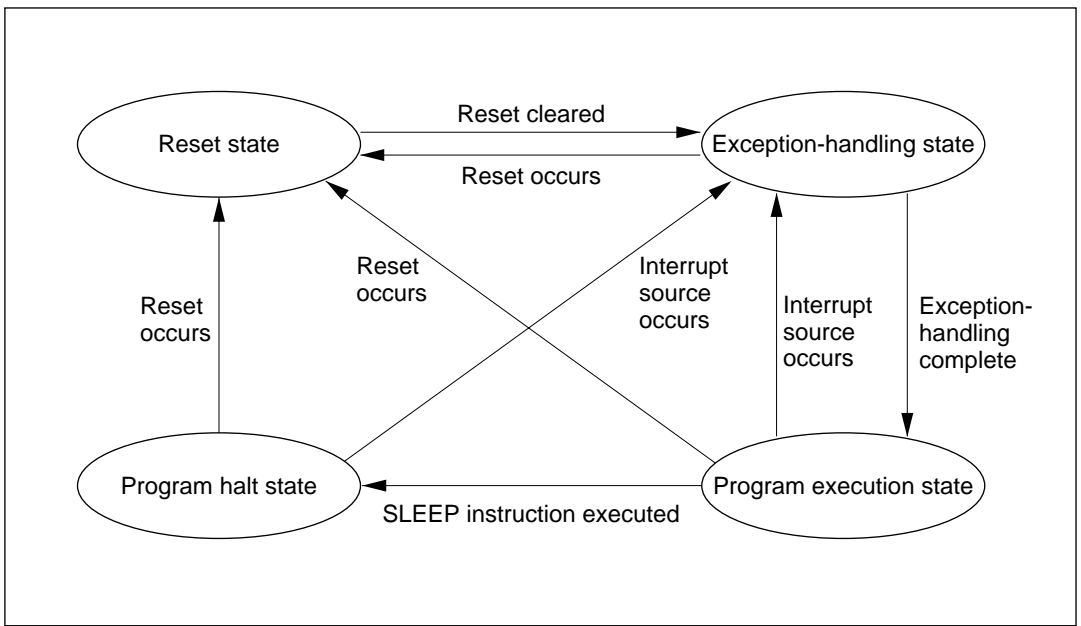 Reset cleared
Reset state
Exception-handling state
Reset occurs
Reset
occurs
Interrupt
source
occurs
Reset
occurs
Interrupt
source
occurs
Exception-
handling
complete
Program halt state
Program execution state
SLEEP instruction executed